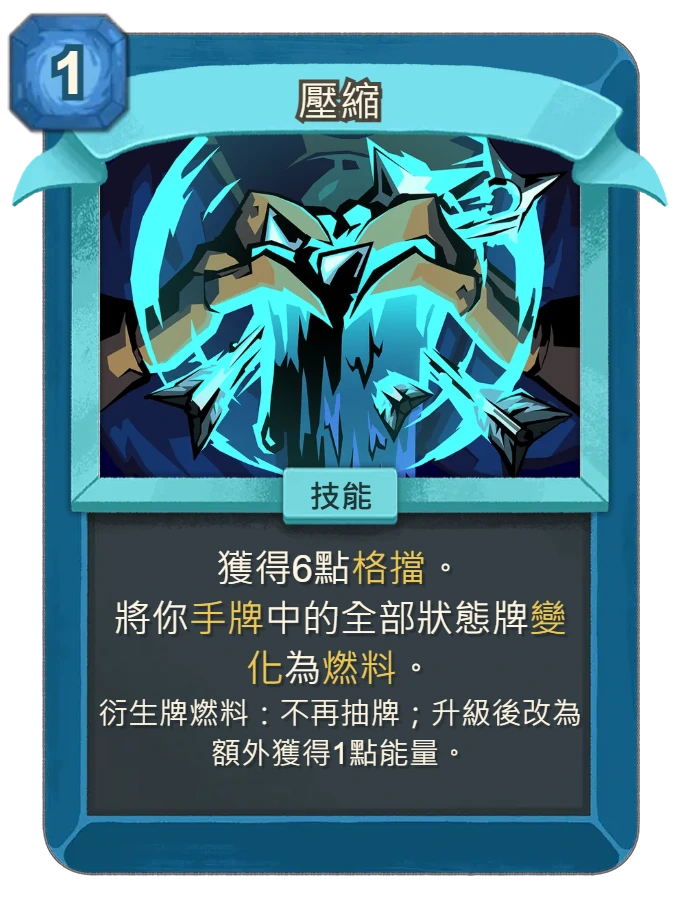 1
壓縮
技能
獲得6點格擋。
將你手牌中的全部狀態牌變
化為燃料。
衍生牌燃料：不再抽牌；升級後改為
額外獲得1點能量。